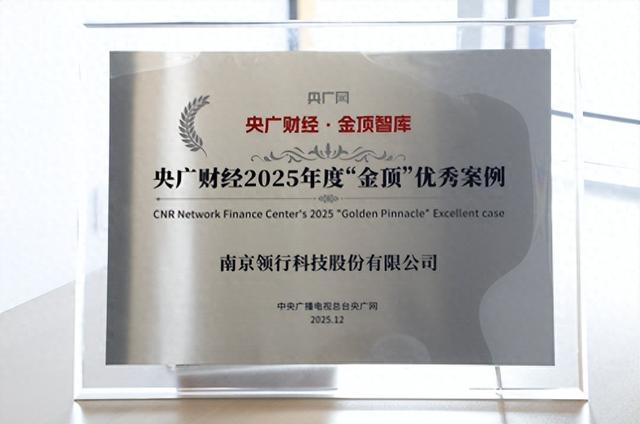 央广网
央广财经·金顶智库
央广财经2025年度“金顶”优秀案例
CNR Network Finance Center's 2025 "Golden Pinnacle" Excellent case
南京领行科技股份有限公司
中央广播电视总台央广网
2025.12